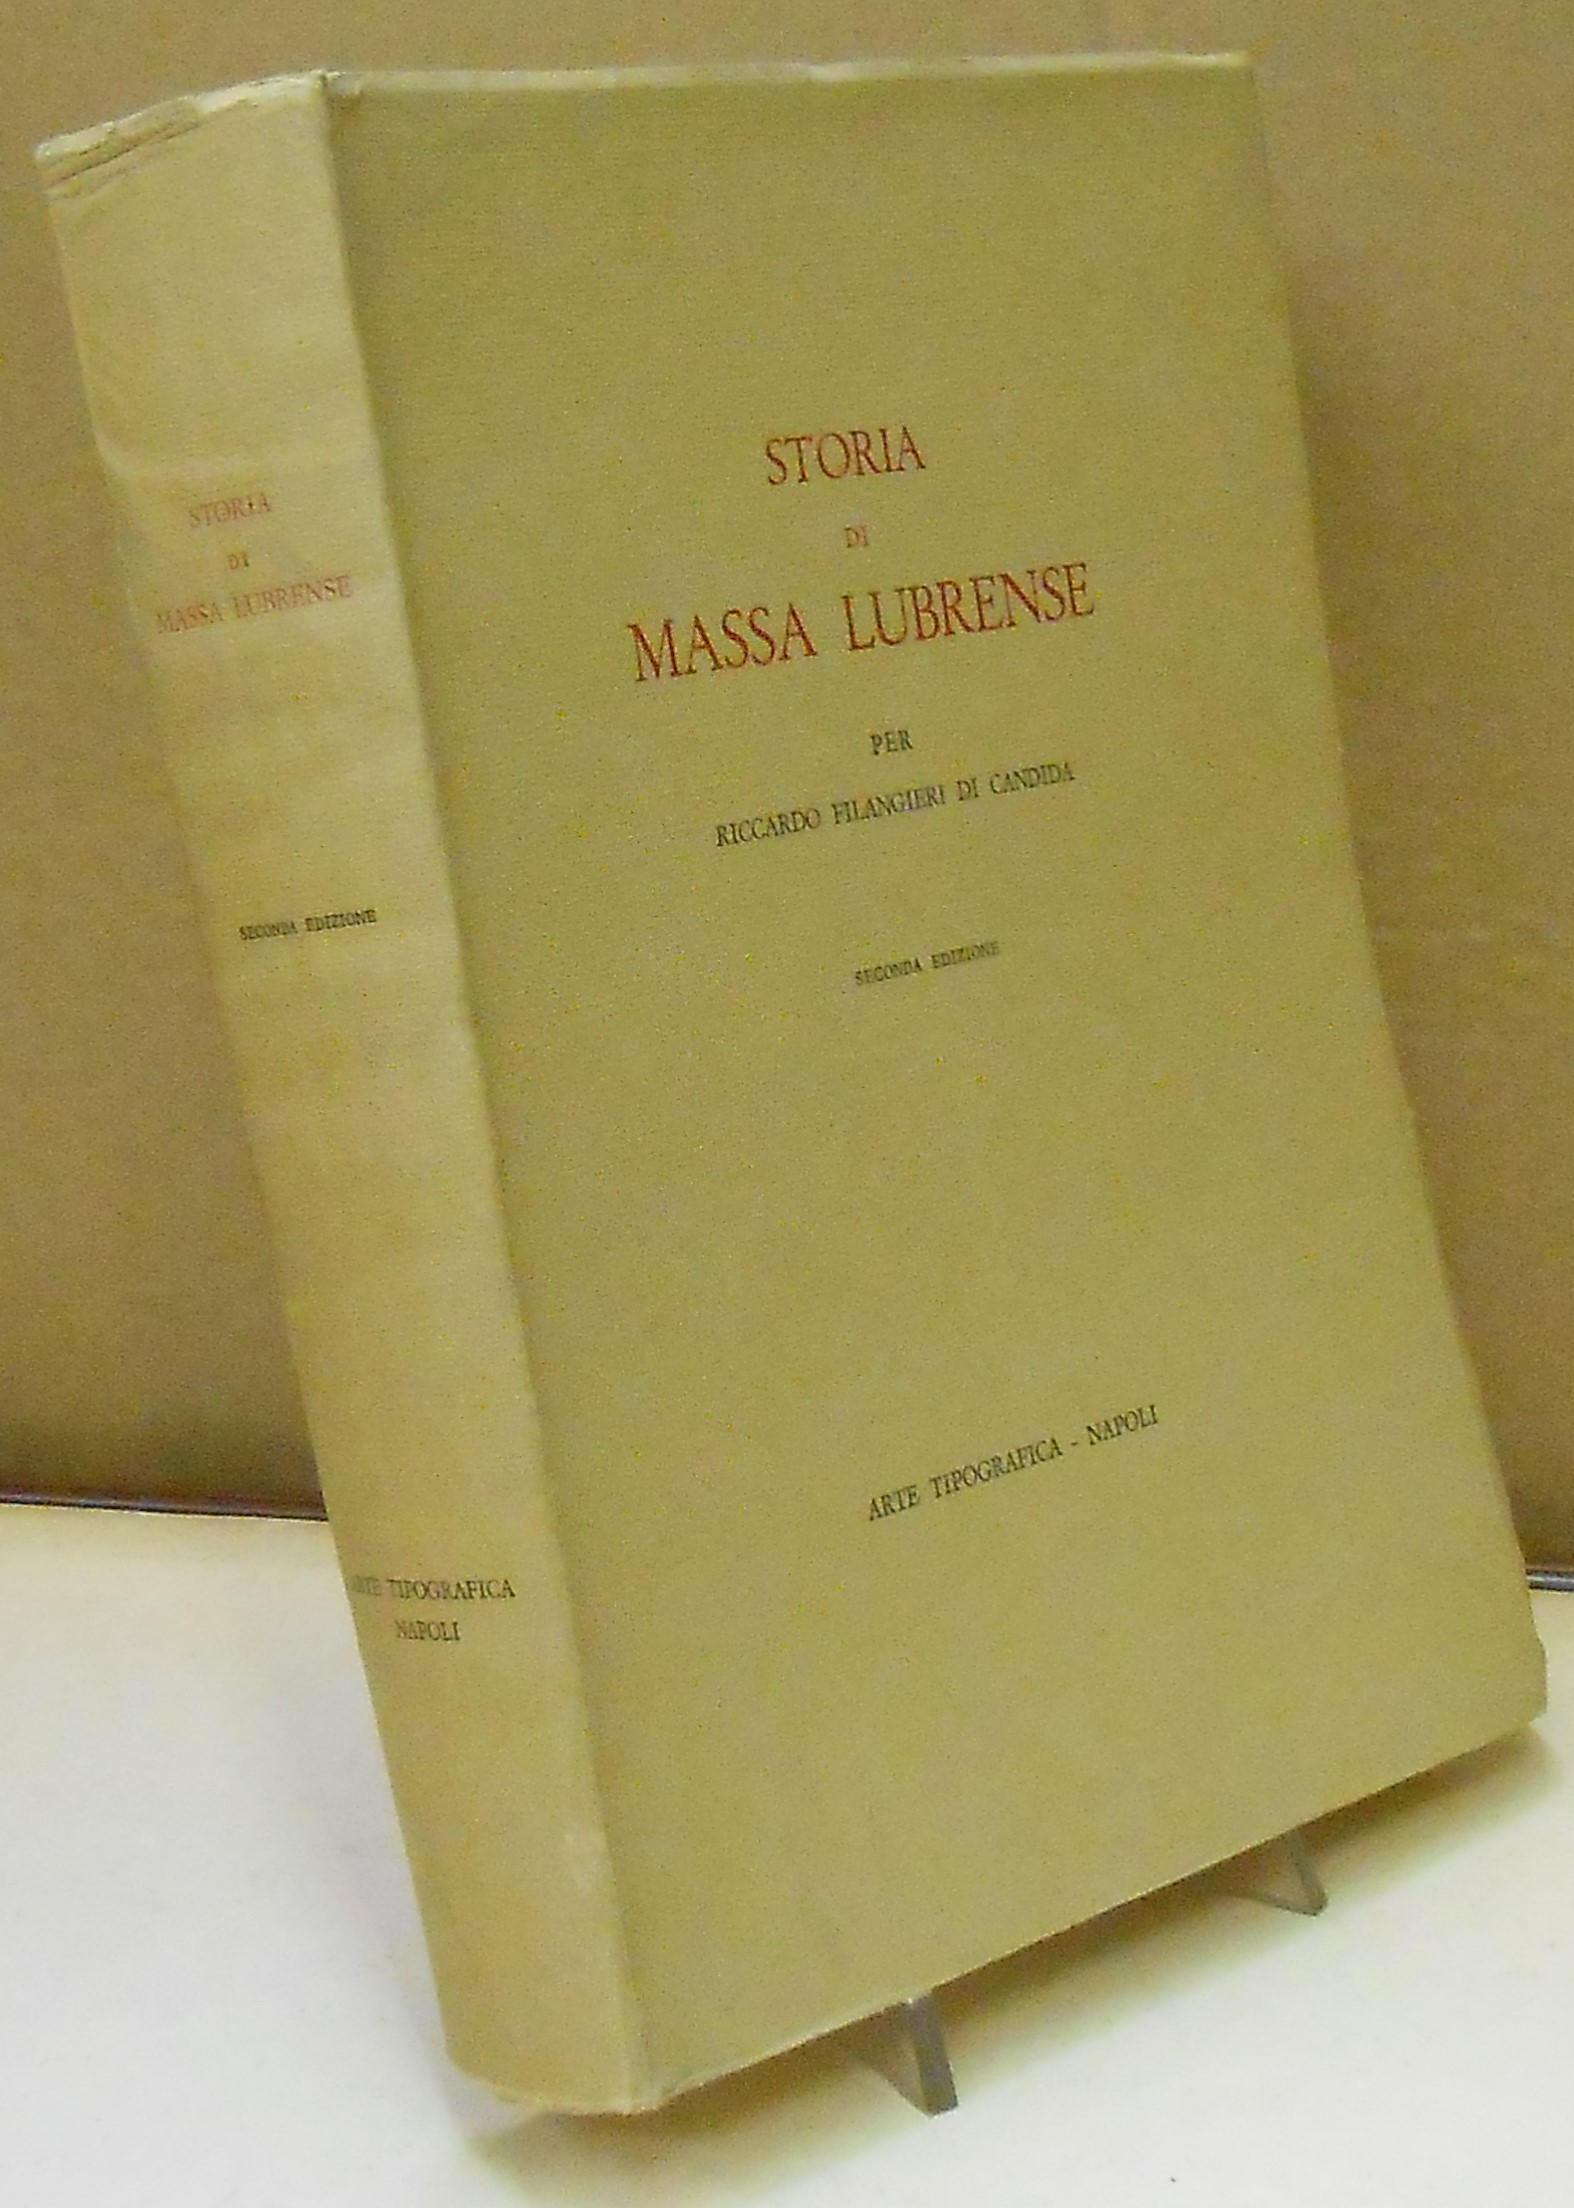 STORIA
DI
MASSA LUBRENSE
SECONDA EDIZIONE
ARTE TIPOGRAFICA
NAPOLI
STORIA
DI
MASSA LUBRENSE
PER
RICCARDO FILANGIERI DI CANDIDA
SECONDA EDIZIONE
ARTE TIPOGRAFICA - NAPOLI